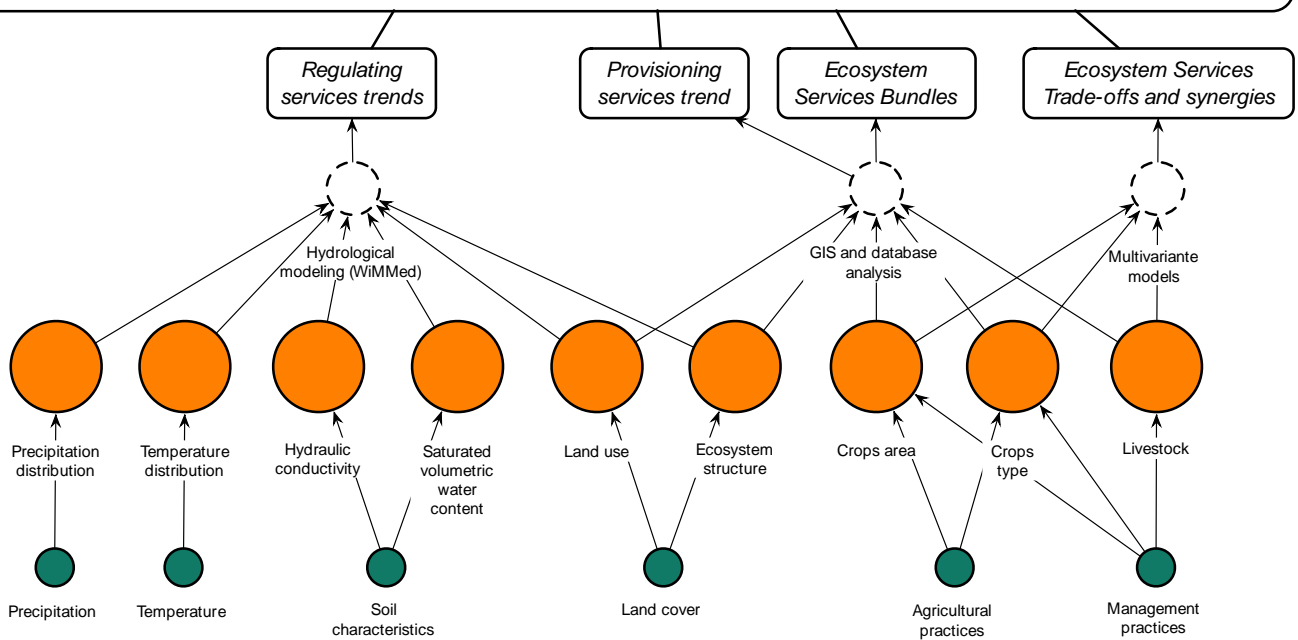 Regulating
services trends
Provisioning
services trend
Ecosystem
Services Bundles
Ecosystem Services
Trade-offs and synergies
Hydrological
modeling (WiMMed)
GIS and database
analysis
Multivariante
models
Precipitation
distribution
Temperature
distribution
Hydraulic
conductivity
Saturated
volumetric
water
content
Land use
Ecosystem
structure
Crops area
Crops
type
Livestock
Precipitation
Temperature
Soil
characteristics
Land cover
Agricultural
practices
Management
practices